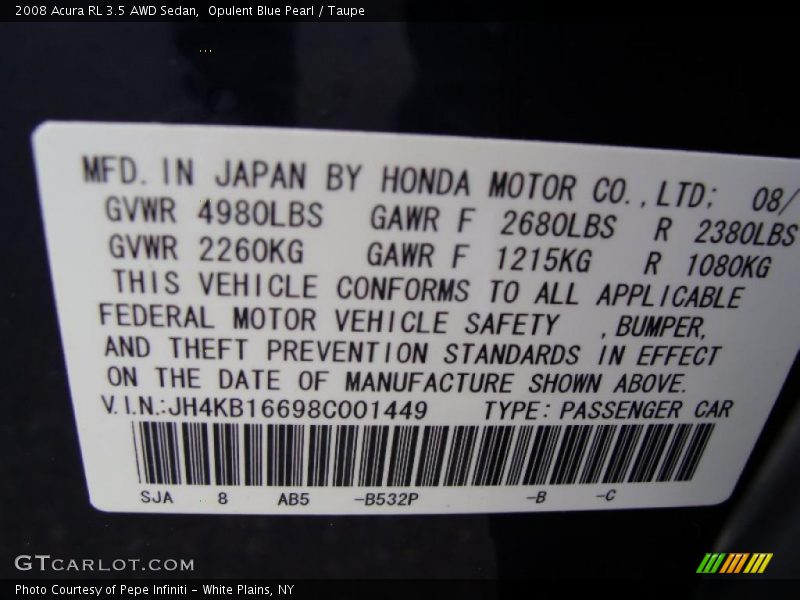 2008 Acura RL 3.5 AWD Sedan,  Opulent Blue Pearl / Taupe
MFD. IN JAPAN BY HONDA MOTOR CO., LTD; 08/
GVWR 4980LBS GAWR F 2680LBS R 2380LBS
GVWR 2260KG GAWR F 1215KG R 1080KG
THIS VEHICLE CONFORMS TO ALL APPLICABLE
FEDERAL MOTOR VEHICLE SAFETY , BUMPER,
AND THEFT PREVENTION STANDARDS IN EFFECT
ON THE DATE OF MANUFACTURE SHOWN ABOVE.
V.I.N.:JH4KB16698C001449 TYPE: PASSENGER CAR
SJA 8 AB5 -B532P -B -C
GTCARLOT.COM
Photo Courtesy of Pepe Infiniti - White Plains, NY